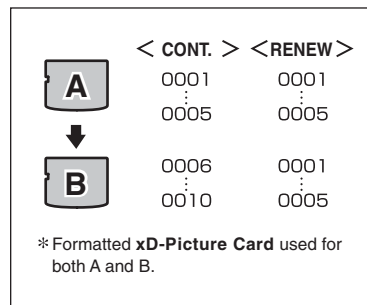 < CONT. > <RENEW>
A 0001 0001
⋮ ⋮
0005 0005
B 0006 0001
⋮ ⋮
0010 0005
*Formatted xD-Picture Card used for
both A and B.